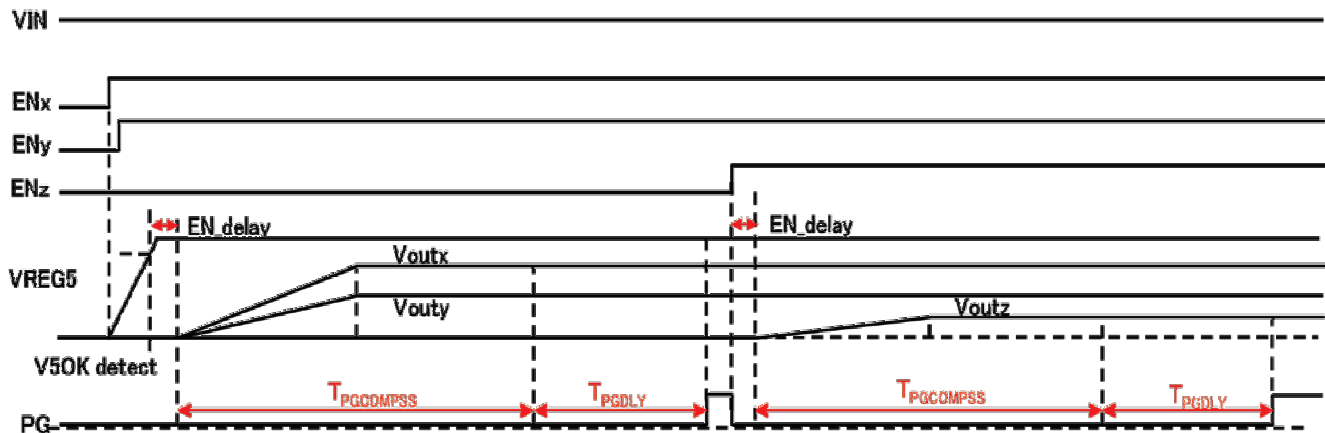 VIN
ENx
ENy
ENz
EN_delay
EN_delay
VREG5
Voutx
Vouty
Voutz
V5OK detect
TPGCOMPSS
TPGDLY
TPGCOMPSS
TPGDLY
PG